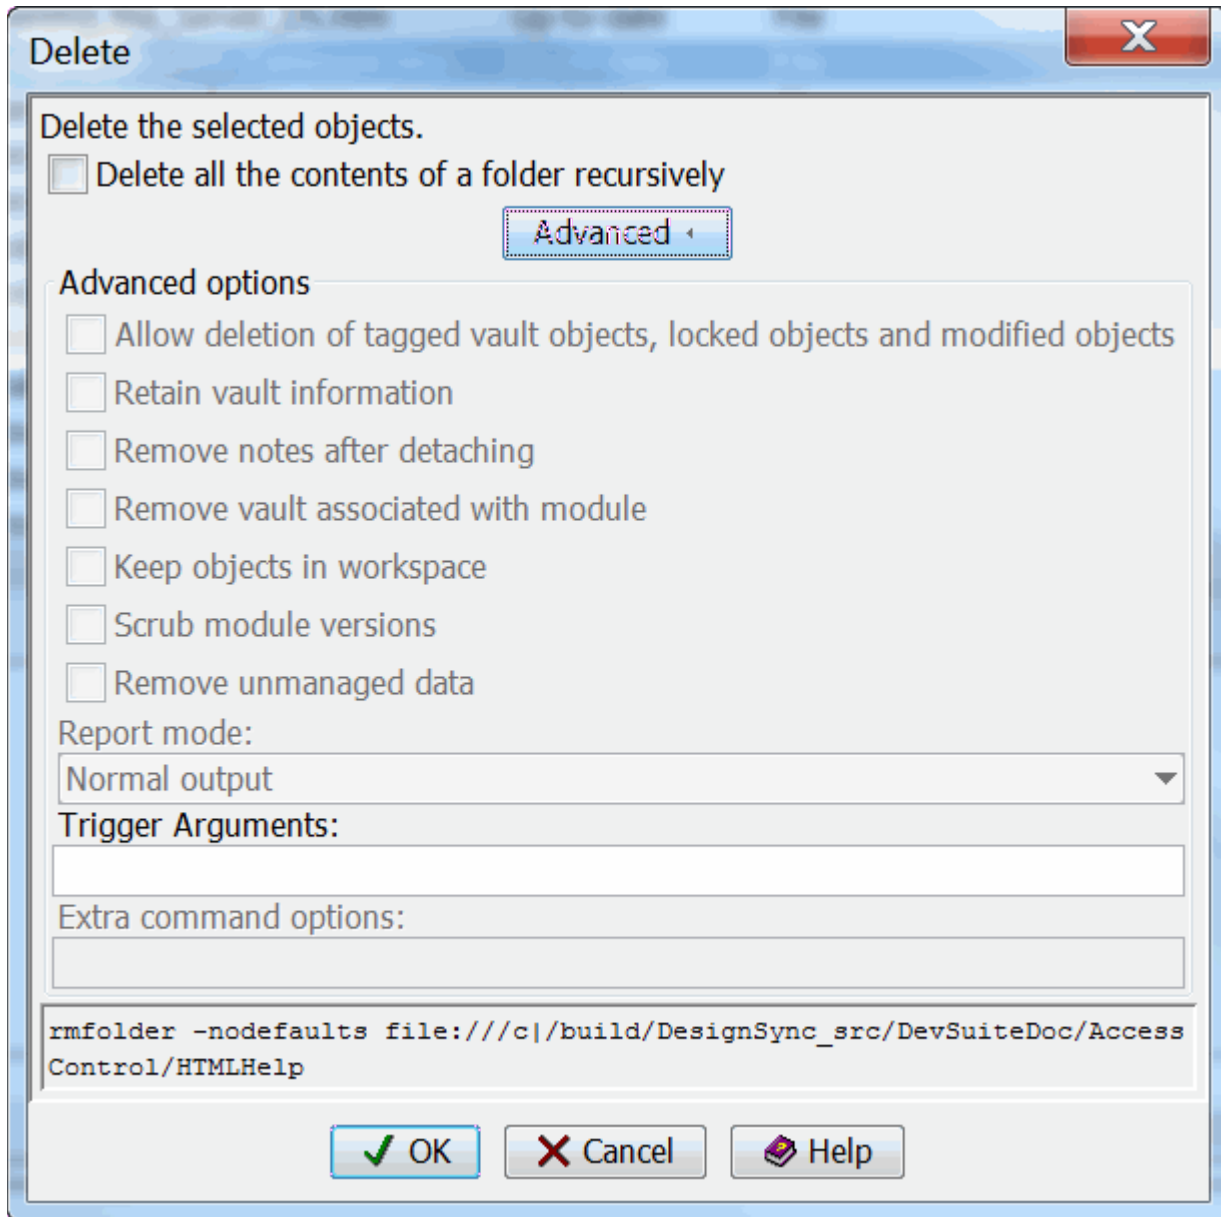 Delete
Delete the selected objects.
Delete all the contents of a folder recursively
Advanced
Advanced options
Allow deletion of tagged vault objects, locked objects and modified objects
Retain vault information
Remove notes after detaching
Remove vault associated with module
Keep objects in workspace
Scrub module versions
Remove unmanaged data
Report mode:
Normal output
Trigger Arguments:
Extra command options:
rmfolder -nodefaults file:///c|/build/DesignSync_src/DevSuiteDoc/Access
Control/HTMLHelp
OK Cancel Help